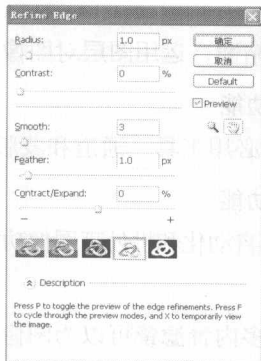 Refine Edge
Radius: 1.0 px
确定
取消
Contrast: 0 %
Default
Preview
Smooth: 3
Feather: 1.0 px
Contract/Expand: 0 %
− +
Description
Press P to toggle the preview of the edge refinements. Press F
to cycle through the preview modes, and X to temporarily view
the image.